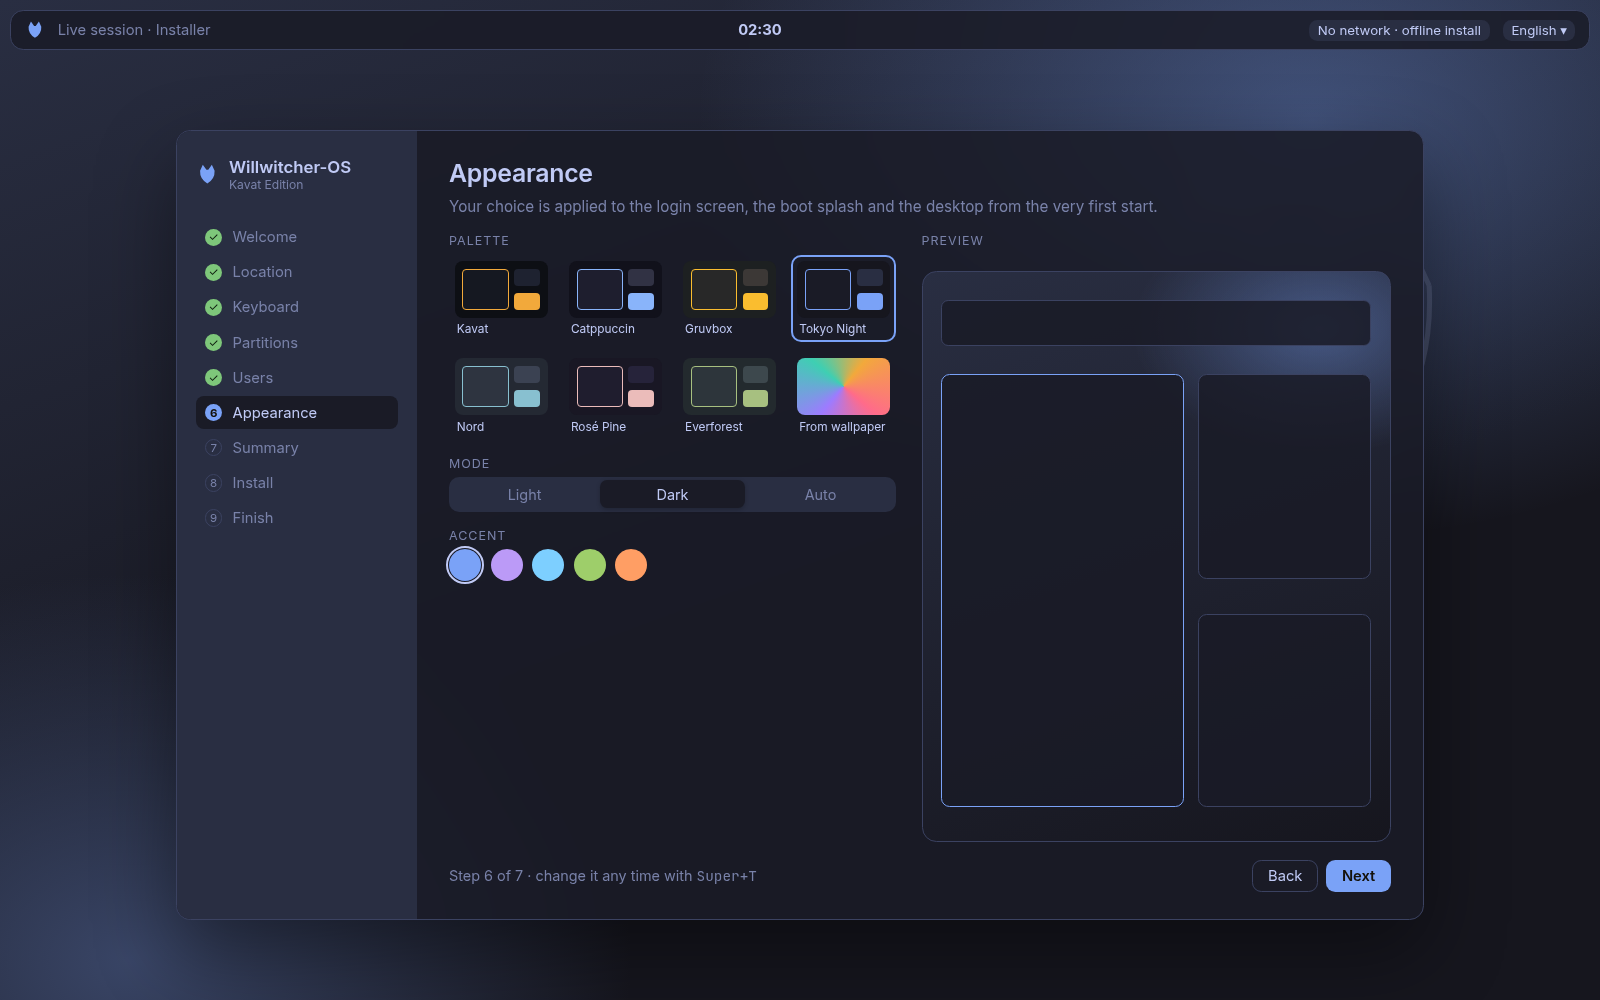 Live session · Installer
02:30
No network · offline install
English ▾
Willwitcher-OS
Kavat Edition
Welcome
Location
Keyboard
Partitions
Users
6 Appearance
7 Summary
8 Install
9 Finish
Appearance
Your choice is applied to the login screen, the boot splash and the desktop from the very first start.
PALETTE
Kavat
Catppuccin
Gruvbox
Tokyo Night
Nord
Rosé Pine
Everforest
From wallpaper
MODE
Light
Dark
Auto
ACCENT
PREVIEW
Step 6 of 7 · change it any time with Super+T
Back
Next